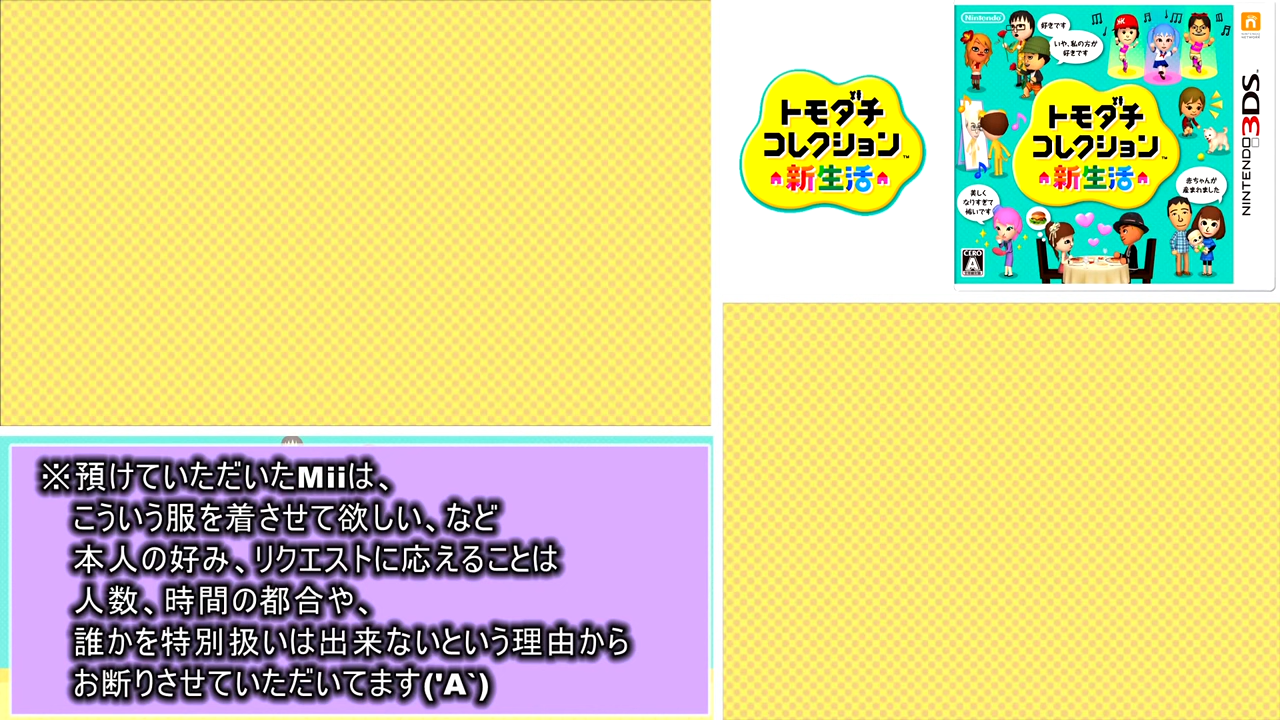 トモダチ
コレクション
新生活
™
Nintendo
好きです
いや、私の方が
好きです
トモダチ
コレクション
新生活
™
赤ちゃんが
産まれました
美しく
なりすぎて
怖いです
CERO
A
NINTENDO 3DS
※預けていただいたMiiは、
こういう服を着させて欲しい、など
本人の好み、リクエストに応えることは
人数、時間の都合や、
誰かを特別扱いは出来ないという理由から
お断りさせていただいてます('A`)